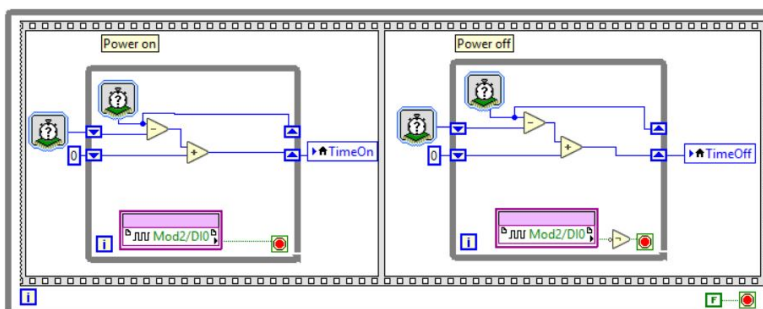 Power on
Power off
?
?
?
?
0
TimeOn
0
TimeOff
i
Mod2/DI0
i
Mod2/DI0
i
F